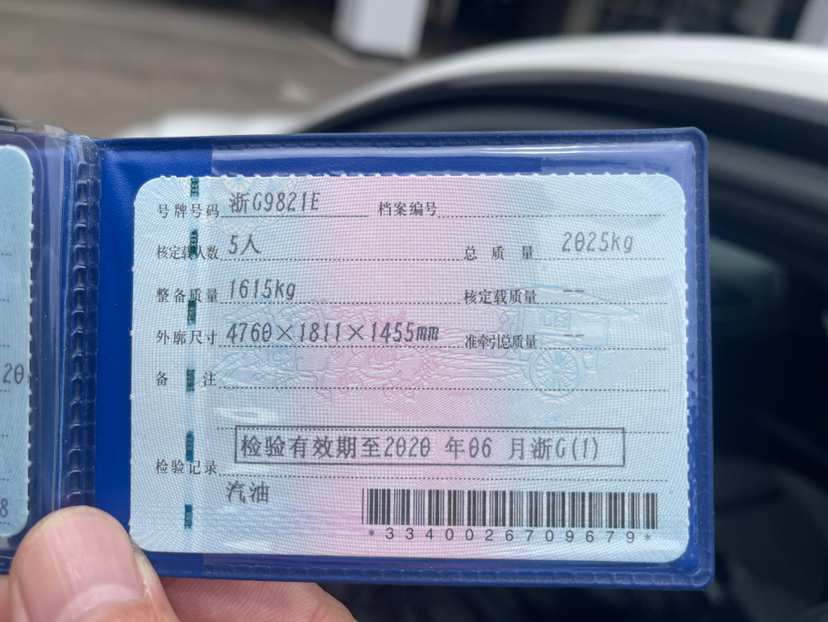 号牌号码 浙G9821E 档案编号
核定载人数 5人 总质量 2025kg
整备质量 1615kg 核定载质量 --
外廓尺寸 4760×1811×1455mm 准牵引总质量 --
备注
检验记录 检验有效期至2020 年06 月浙G(1)
汽油
*3340026709679*
20
8